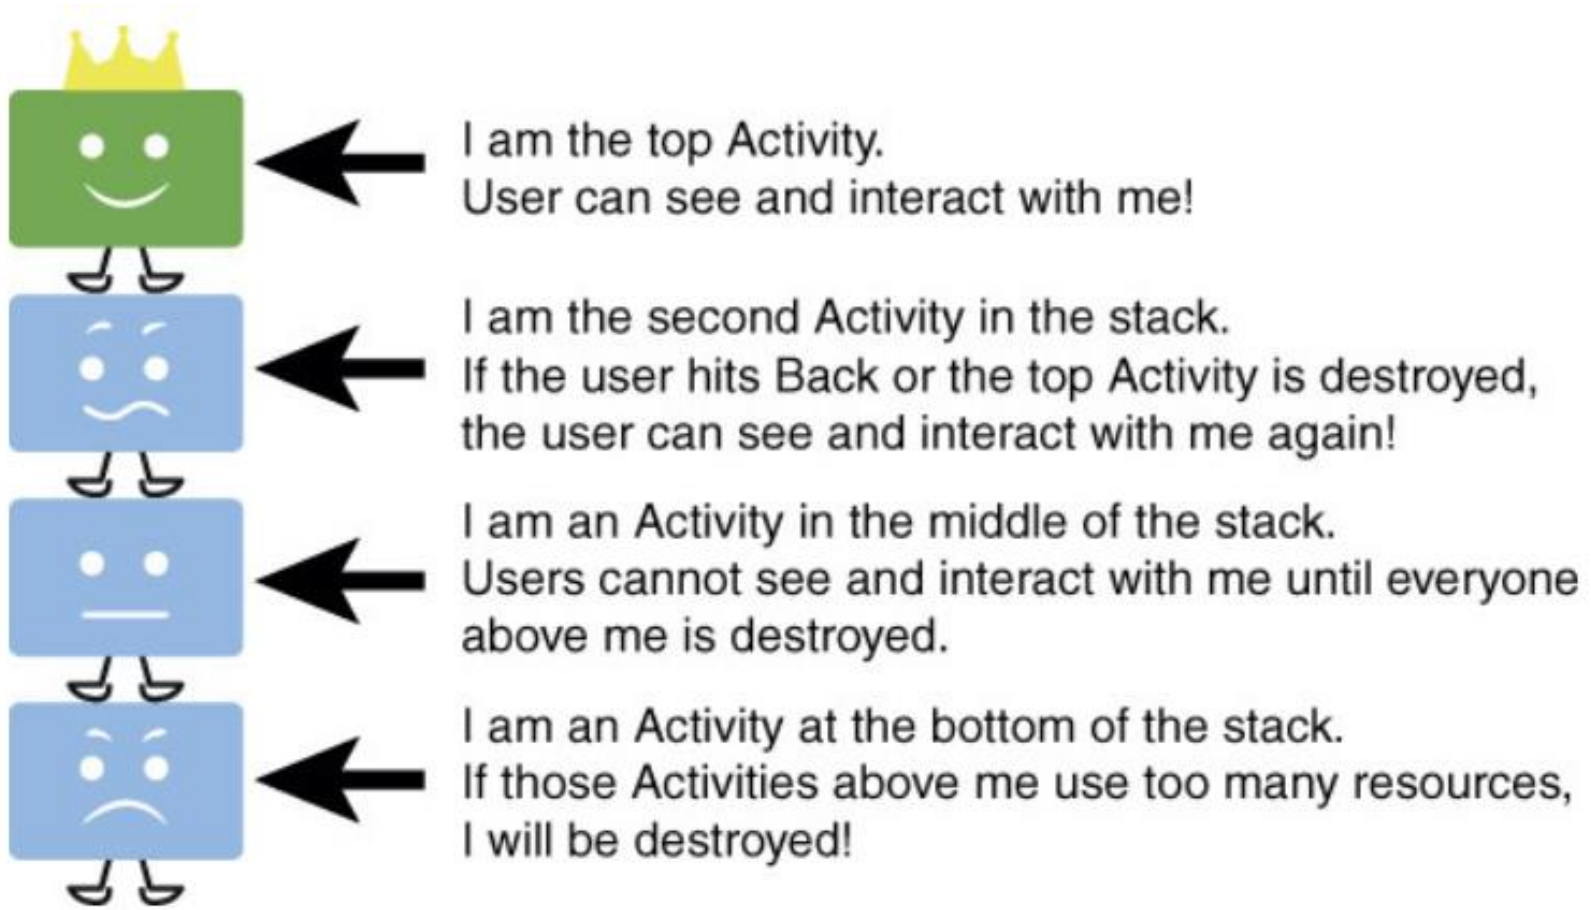 I am the top Activity.
User can see and interact with me!
I am the second Activity in the stack.
If the user hits Back or the top Activity is destroyed,
the user can see and interact with me again!
I am an Activity in the middle of the stack.
Users cannot see and interact with me until everyone
above me is destroyed.
I am an Activity at the bottom of the stack.
If those Activities above me use too many resources,
I will be destroyed!